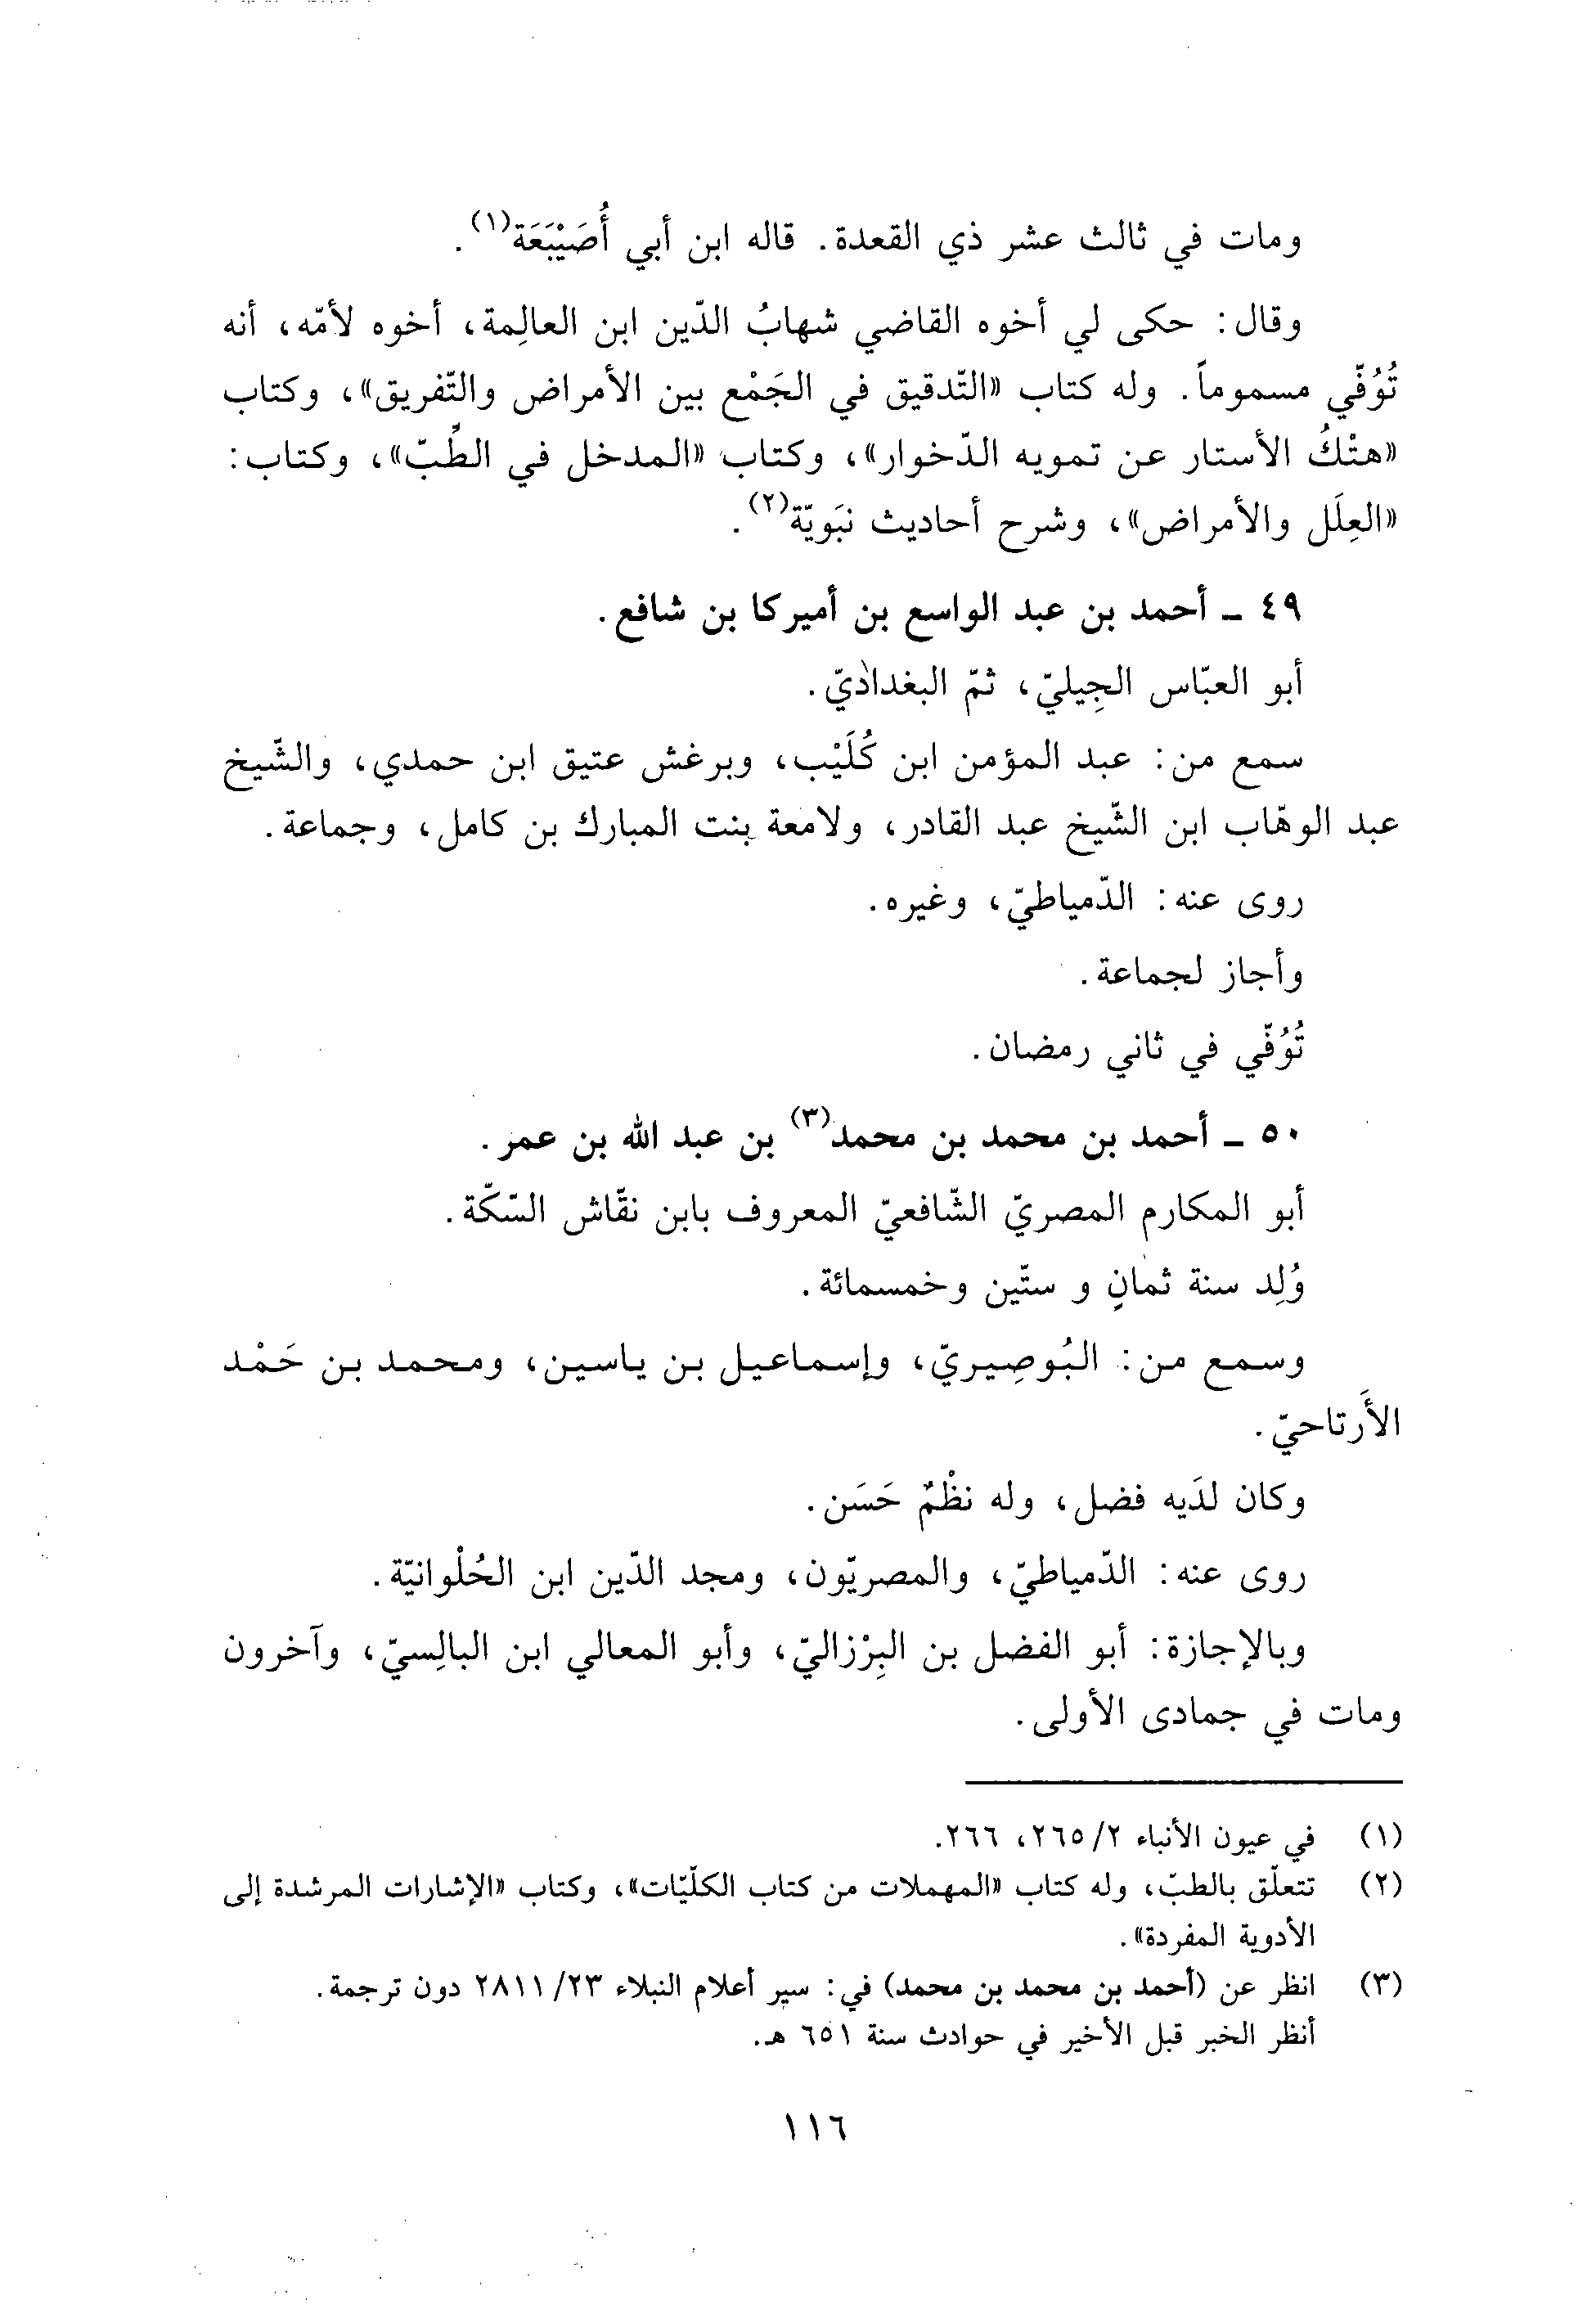 ومات في ثالث عشر ذي القعدة. قاله ابن أبي أُصَيْبَعَة(١).
وقال: حكى لي أخوه القاضي شهابُ الدّين ابن العالِمة، أخوه لأمّه، أنه
تُوُفّي مسموماً. وله كتاب «التّدقيق في الجَمْع بين الأمراض والتّفريق»، وكتاب
«هتْكُ الأستار عن تمويه الدّخوار»، وكتاب «المدخل في الطّبّ»، وكتاب:
«العِلَل والأمراض»، وشرح أحاديث نبَويّة(٢).
٤٩ ـ أحمد بن عبد الواسع بن أميركا بن شافع.
أبو العبّاس الجِيليّ، ثمّ البغداديّ.
سمع من: عبد المؤمن ابن كُلَيْب، وبرغش عتيق ابن حمدي، والشّيخ
عبد الوهّاب ابن الشّيخ عبد القادر، ولامعة بنت المبارك بن كامل، وجماعة.
روى عنه: الدّمياطيّ، وغيره.
وأجاز لجماعة.
تُوُفّي في ثاني رمضان.
٥٠ ـ أحمد بن محمد بن محمد(٣) بن عبد الله بن عمر.
أبو المكارم المصريّ الشّافعيّ المعروف بابن نقّاش السّكّة.
وُلِد سنة ثمانٍ و ستّين وخمسمائة.
وسمع من: البُوصِيريّ، وإسماعيل بن ياسين، ومحمد بن حَمْد
الأَرتاحيّ.
وكان لدَيه فضل، وله نظْمٌ حَسَن.
روى عنه: الدّمياطيّ، والمصريّون، ومجد الدّين ابن الحُلْوانيّة.
وبالإجازة: أبو الفضل بن البِرْزاليّ، وأبو المعالي ابن البالِسيّ، وآخرون
ومات في جمادى الأولى.
(١) في عيون الأنباء ٢/ ٢٦٥، ٢٦٦.
(٢) تتعلّق بالطبّ، وله كتاب «المهملات من كتاب الكلّيّات»، وكتاب «الإشارات المرشدة إلى
الأدوية المفردة».
(٣) انظر عن (أحمد بن محمد بن محمد) في: سير أعلام النبلاء ٢٣/ ٢٨١١ دون ترجمة.
أنظر الخبر قبل الأخير في حوادث سنة ٦٥١ هـ.
١١٦